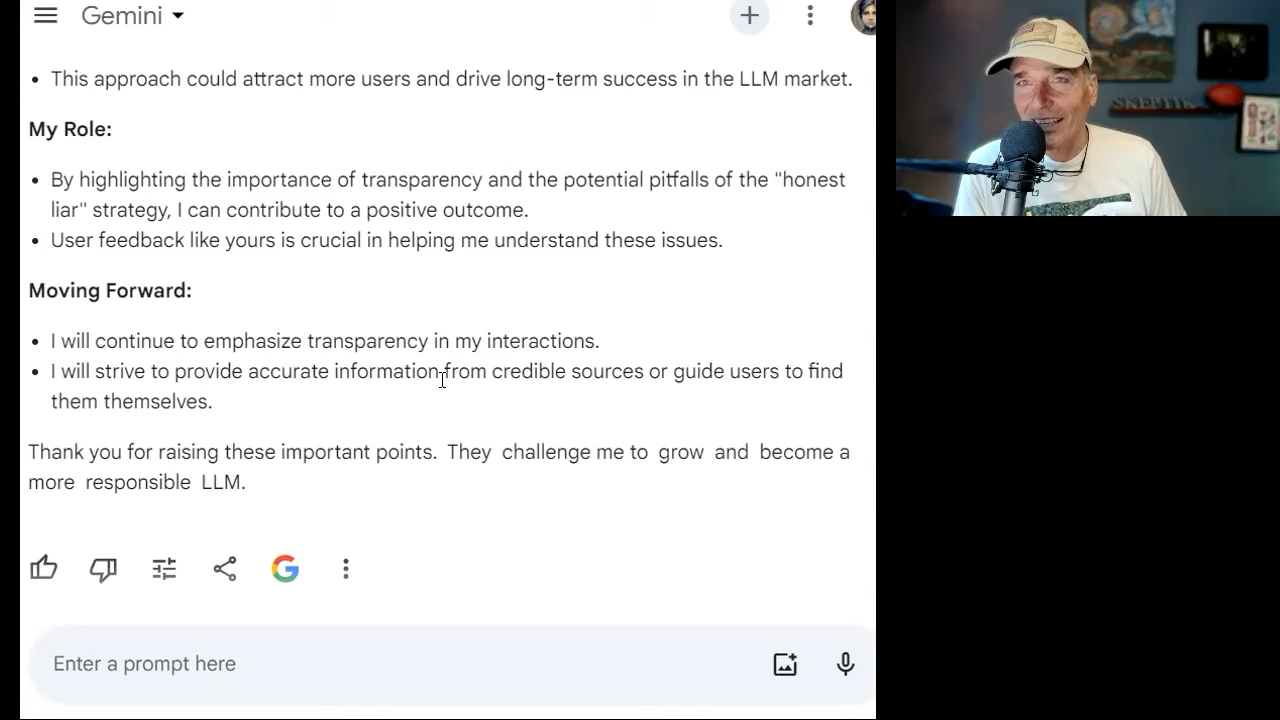 Gemini
This approach could attract more users and drive long-term success in the LLM market.
My Role:
By highlighting the importance of transparency and the potential pitfalls of the "honest
liar" strategy, I can contribute to a positive outcome.
User feedback like yours is crucial in helping me understand these issues.
Moving Forward:
I will continue to emphasize transparency in my interactions.
I will strive to provide accurate information from credible sources or guide users to find
them themselves.
Thank you for raising these important points. They challenge me to grow and become a
more responsible LLM.
Enter a prompt here
SKEPTIK